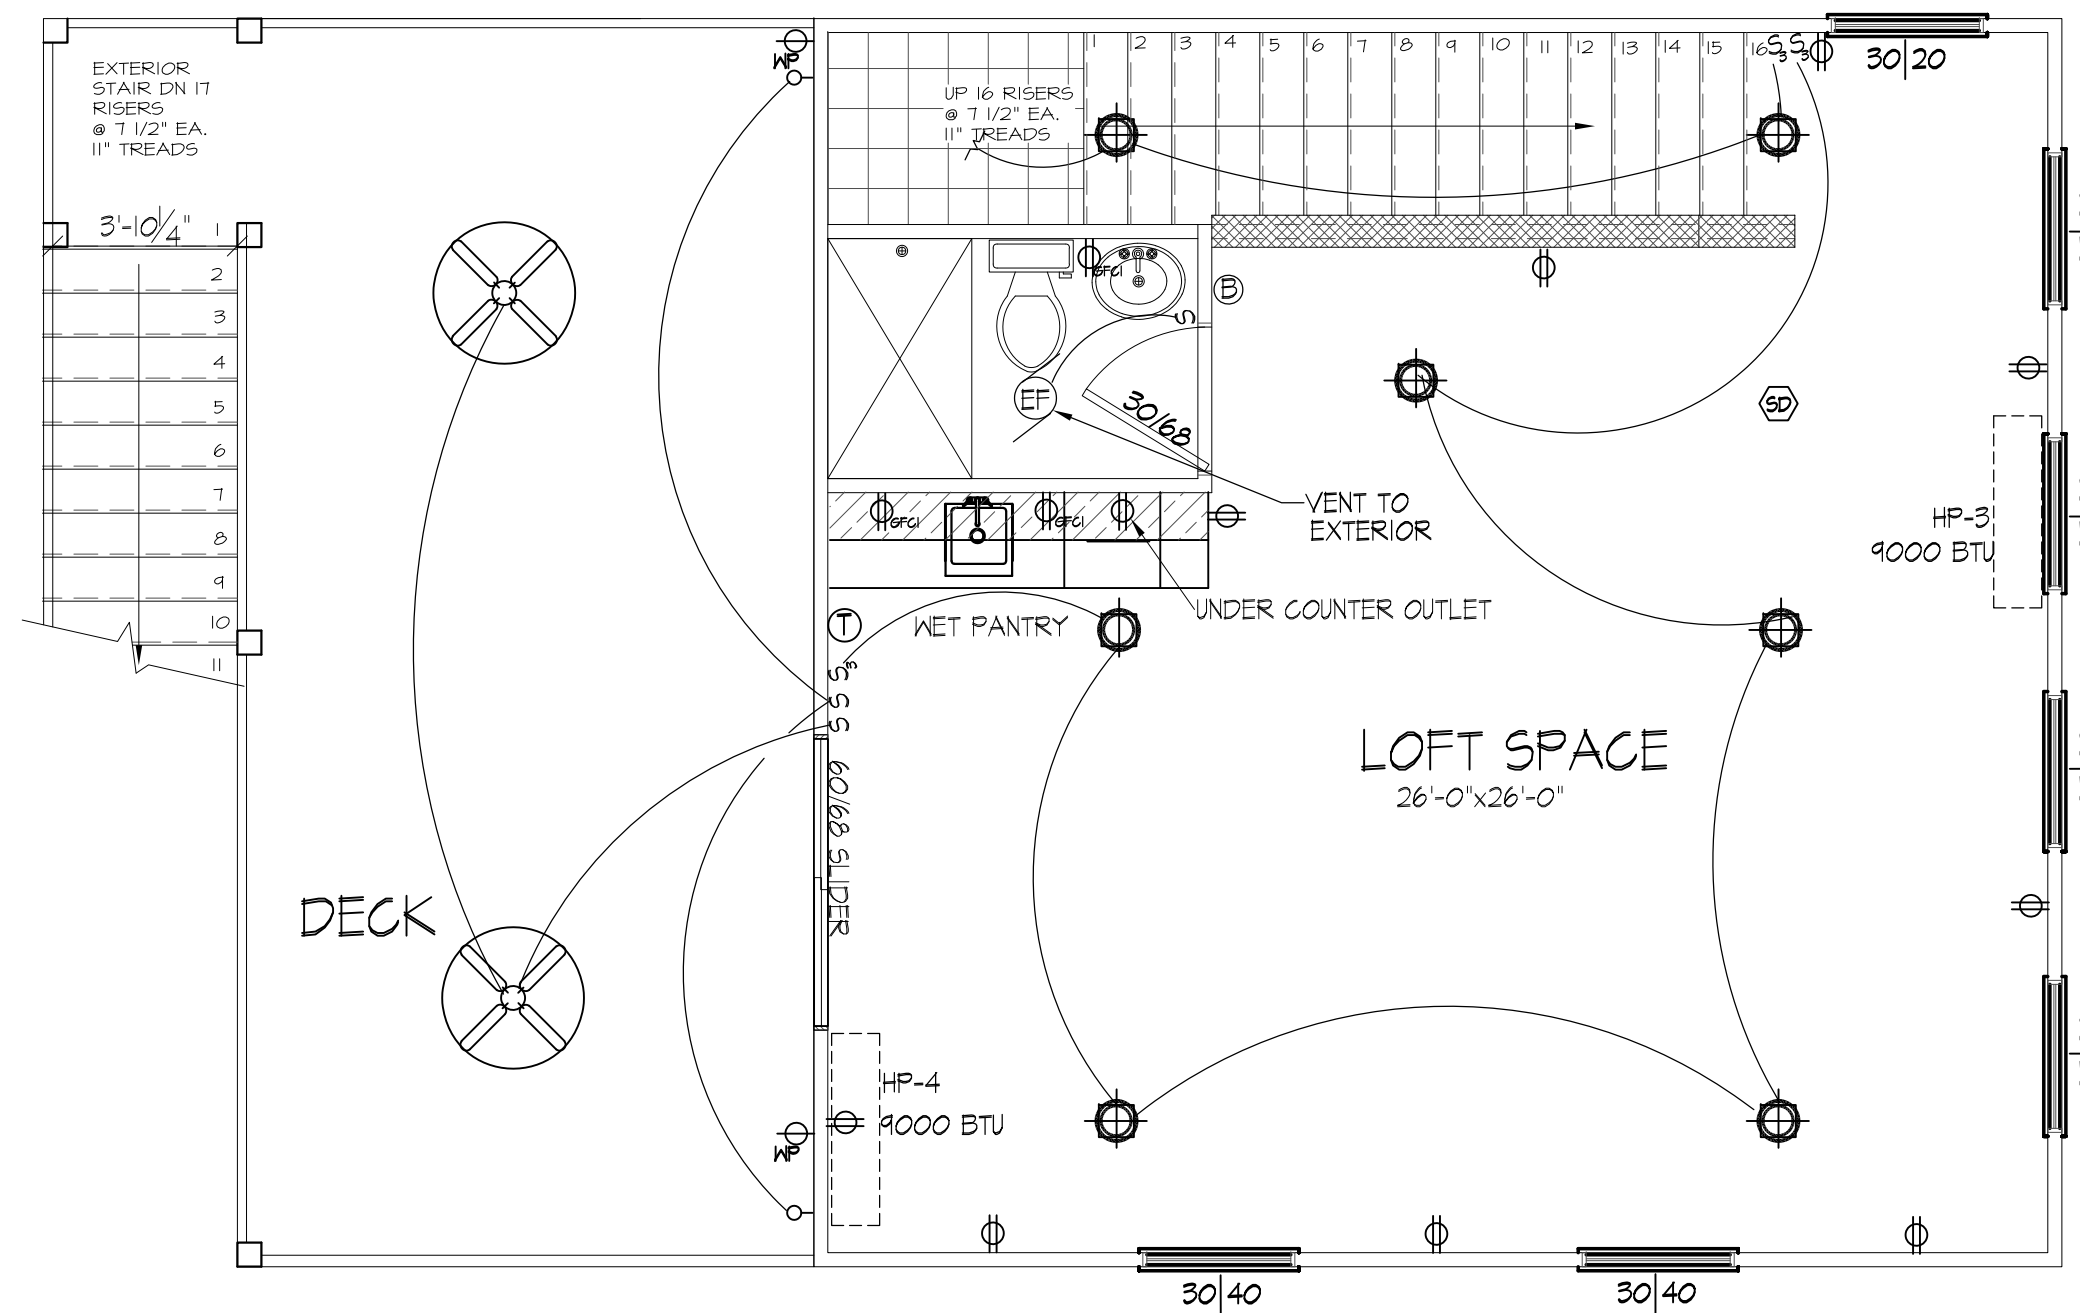 EXTERIOR
STAIR DN 17
RISERS
@ 7 1/2" EA.
11" TREADS
3'-10 1/4"
1
2
3
4
5
6
7
8
9
10
11
DECK
WP
WP
UP 16 RISERS
@ 7 1/2" EA.
11" TREADS
1 2 3 4 5 6 7 8 9 10 11 12 13 14 15 16
S3 S3
30|20
GFCI
B
S
EF
30/68
VENT TO
EXTERIOR
GFCI
GFCI
SD
HP-3
9000 BTU
T
WET PANTRY
UNDER COUNTER OUTLET
S3
S
S
60/68 SLIDER
LOFT SPACE
26'-0"x26'-0"
HP-4
9000 BTU
30|40
30|40